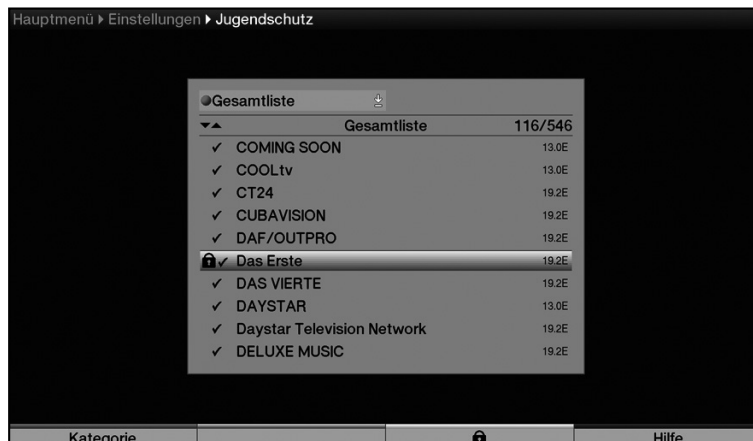 Hauptmenü Einstellungen Jugendschutz
Gesamtliste
Gesamtliste 116/546
COMING SOON 13.0E
COOLtv 13.0E
CT24 19.2E
CUBAVISION 19.2E
DAF/OUTPRO 19.2E
Das Erste 19.2E
DAS VIERTE 19.2E
DAYSTAR 13.0E
Daystar Television Network 19.2E
DELUXE MUSIC 19.2E
Kategorie Hilfe